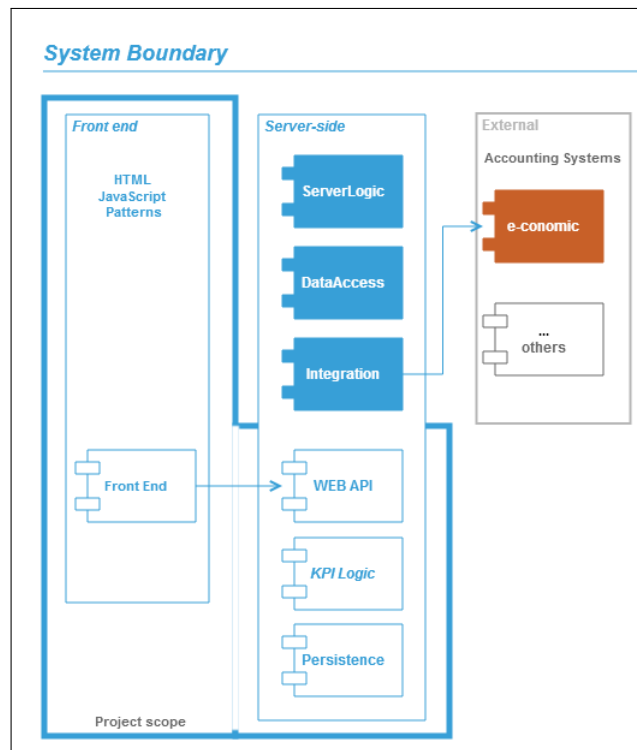 System Boundary
Front end
HTML
JavaScript
Patterns
Front End
Project scope
Server-side
ServerLogic
DataAccess
Integration
WEB API
KPI Logic
Persistence
External
Accounting Systems
e-conomic
...
others